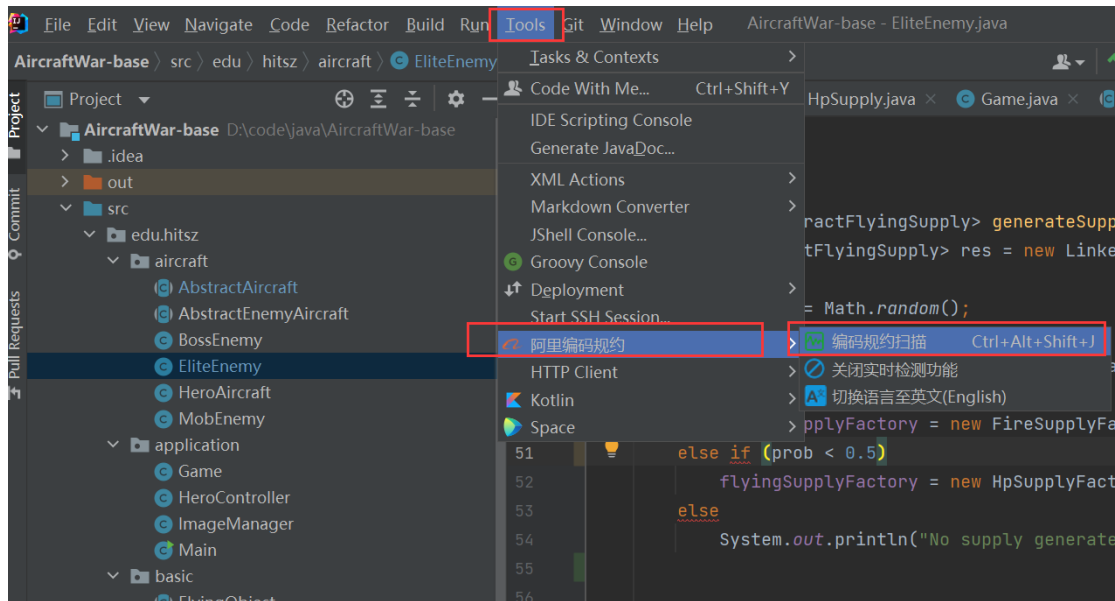 File Edit View Navigate Code Refactor Build Run Tools Git Window Help AircraftWar-base - EliteEnemy.java
AircraftWar-base src edu hitsz aircraft EliteEnemy
Project
Commit
Pull Requests
Project
AircraftWar-base D:\code\java\AircraftWar-base
.idea
out
src
edu.hitsz
aircraft
AbstractAircraft
AbstractEnemyAircraft
BossEnemy
EliteEnemy
HeroAircraft
MobEnemy
application
Game
HeroController
ImageManager
Main
basic
FlyingObject
Tasks & Contexts
Code With Me... Ctrl+Shift+Y
IDE Scripting Console
Generate JavaDoc...
XML Actions
Markdown Converter
JShell Console...
Groovy Console
Deployment
Start SSH Session...
阿里编码规约
HTTP Client
Kotlin
Space
编码规约扫描 Ctrl+Alt+Shift+J
关闭实时检测功能
切换语言至英文(English)
HpSupply.java Game.java
ractFlyingSupply> generateSupp
tFlyingSupply> res = new Linke
= Math.random();
pplyFactory = new FireSupplyFa
51 else if (prob < 0.5)
52 flyingSupplyFactory = new HpSupplyFact
53 else
54 System.out.println("No supply generate
55
56